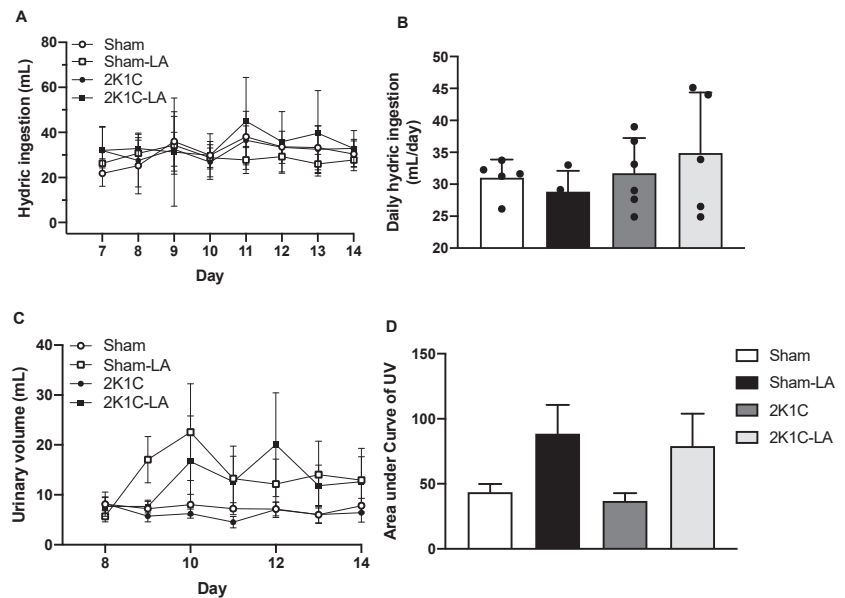 A
Hydric ingestion (mL)
80
60
40
20
0
Sham
Sham-LA
2K1C
2K1C-LA
7 8 9 10 11 12 13 14
Day
B
Daily hydric ingestion
(mL/day)
50
45
40
35
30
25
20
C
Urinary volume (mL)
40
30
20
10
0
Sham
Sham-LA
2K1C
2K1C-LA
8 10 12 14
Day
D
Area under Curve of UV
150
100
50
0
Sham
Sham-LA
2K1C
2K1C-LA